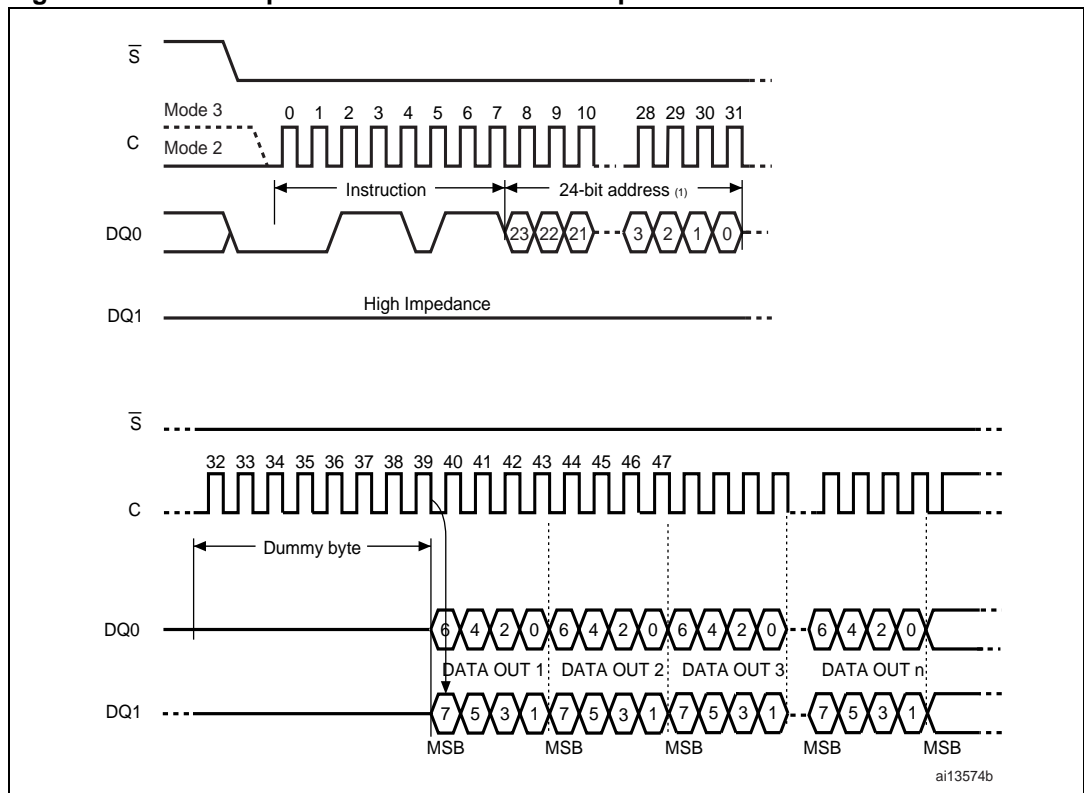 S
Mode 3
0 1 2 3 4 5 6 7 8 9 10 28 29 30 31
C
Mode 2
Instruction 24-bit address (1)
DQ0
23 22 21 3 2 1 0
High Impedance
DQ1
S
32 33 34 35 36 37 38 39 40 41 42 43 44 45 46 47
C
Dummy byte
DQ0
6 4 2 0 6 4 2 0 6 4 2 0 6 4 2 0
DATA OUT 1 DATA OUT 2 DATA OUT 3 DATA OUT n
DQ1
7 5 3 1 7 5 3 1 7 5 3 1 7 5 3 1
MSB MSB MSB MSB MSB
ai13574b